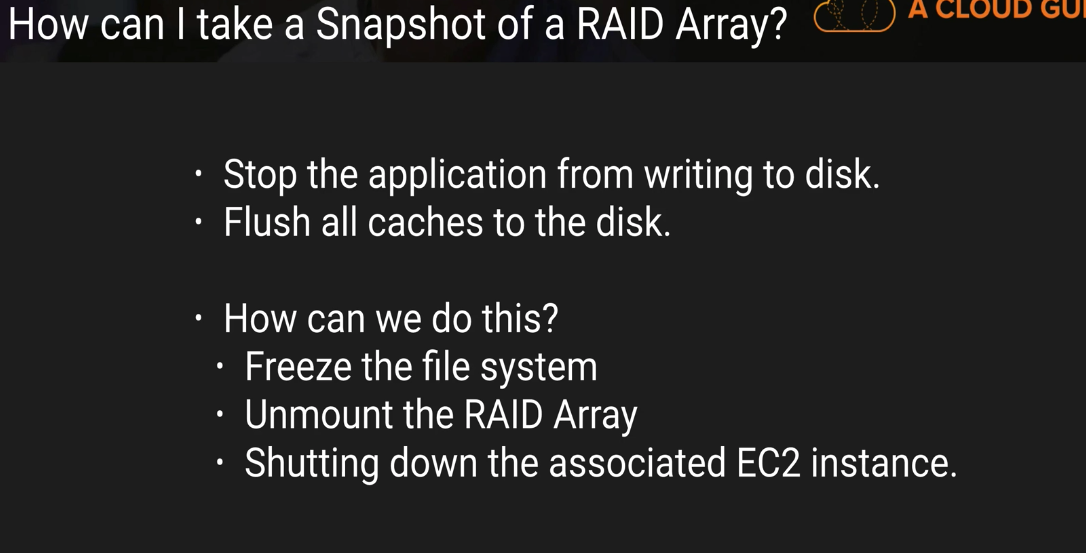 How can I take a Snapshot of a RAID Array?
A CLOUD
• Stop the application from writing to disk.
• Flush all caches to the disk.
• How can we do this?
• Freeze the file system
• Unmount the RAID Array
• Shutting down the associated EC2 instance.